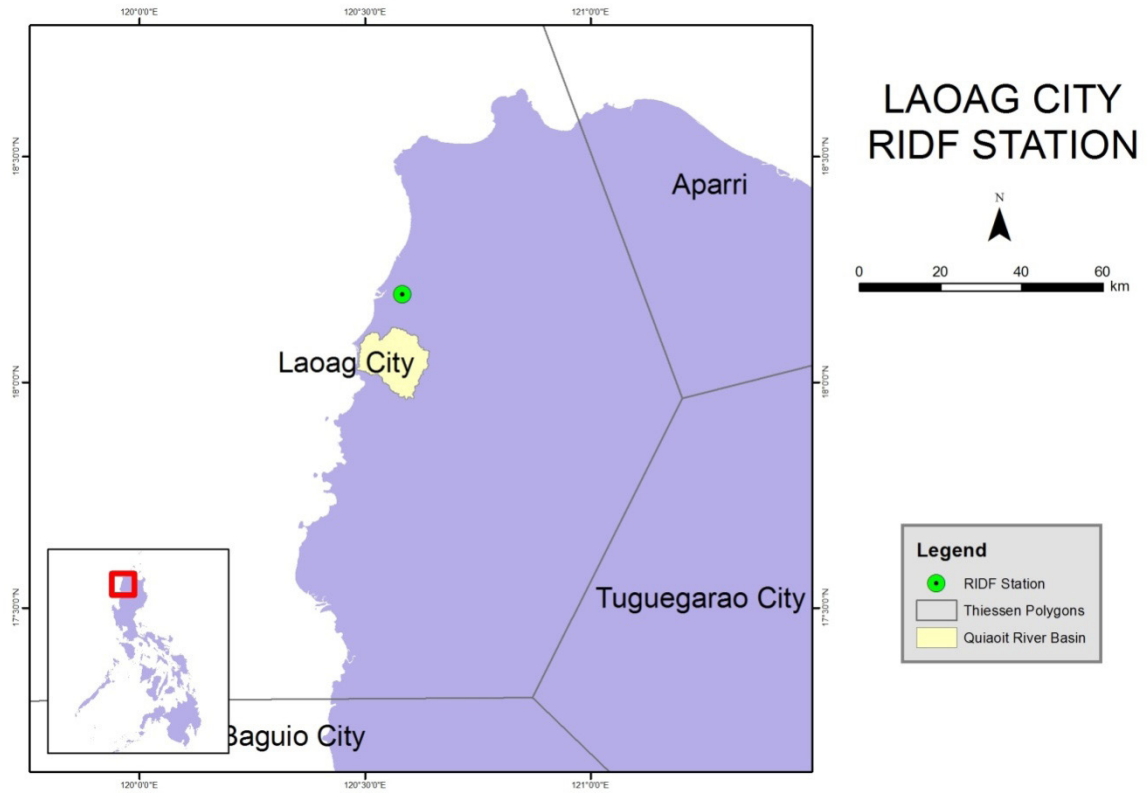 120°0'0"E
120°30'0"E
121°0'0"E
LAOAG CITY
RIDF STATION
18°30'0"N
18°30'0"N
Aparri
N
0 20 40 60
km
Laoag City
18°0'0"N
18°0'0"N
Legend
RIDF Station
Thiessen Polygons
Quiaoit River Basin
Tuguegarao City
17°30'0"N
17°30'0"N
Baguio City
120°0'0"E
120°30'0"E
121°0'0"E